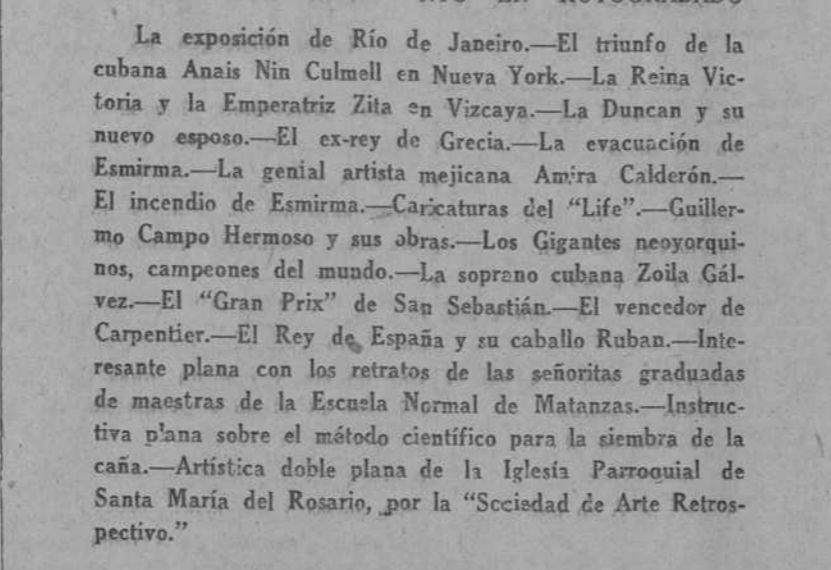 EN ROTOGRABADO
La exposición de Río de Janeiro.—El triunfo de la
cubana Anais Nin Culmell en Nueva York.—La Reina Vic-
toria y la Emperatriz Zita en Vizcaya.—La Duncan y su
nuevo esposo.—El ex-rey de Grecia.—La evacuación de
Esmirma.—La genial artista mejicana Amira Calderón.—
El incendio de Esmirma.—Caricaturas del “Life”.—Guiller-
mo Campo Hermoso y sus obras.—Los Gigantes neoyorqui-
nos, campeones del mundo.—La soprano cubana Zoila Gál-
vez.—El “Gran Prix” de San Sebastián.—El vencedor de
Carpentier.—El Rey de España y su caballo Ruban.—Inte-
resante plana con los retratos de las señoritas graduadas
de maestras de la Escuela Normal de Matanzas.—Instruc-
tiva plana sobre el método científico para la siembra de la
caña.—Artística doble plana de la Iglesia Parroquial de
Santa María del Rosario, por la “Sociedad de Arte Retros-
pectivo.”